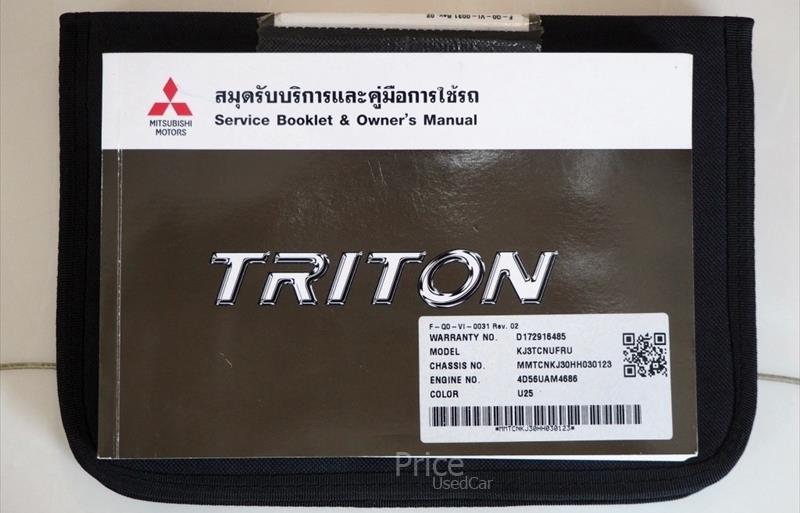 F-QD-VI-0031 Rev. 02
MITSUBISHI
MOTORS
สมุดรับบริการและคู่มือการใช้รถ
Service Booklet & Owner's Manual
TRITON
F-QD-VI-0031 Rev. 02
WARRANTY NO. D172916485
MODEL KJ3TCNUFRU
CHASSIS NO. MMTCNKJ30HH030123
ENGINE NO. 4D56UAM4686
COLOR U25
*MMTCNKJ30HH030123*
Price
UsedCar